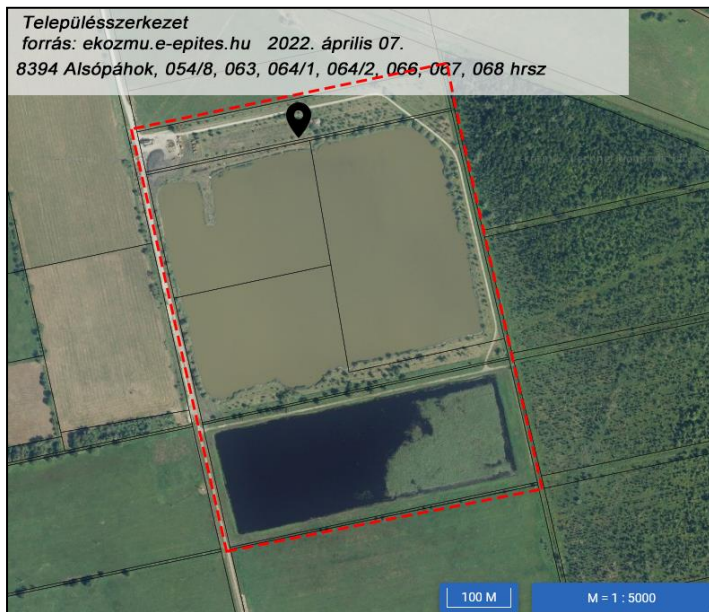 Településszerkezet
forrás: ekozmu.e-epites.hu 2022. április 07.
8394 Alsópáhok, 054/8, 063, 064/1, 064/2, 066, 067, 068 hrsz
100 M
M = 1 : 5000